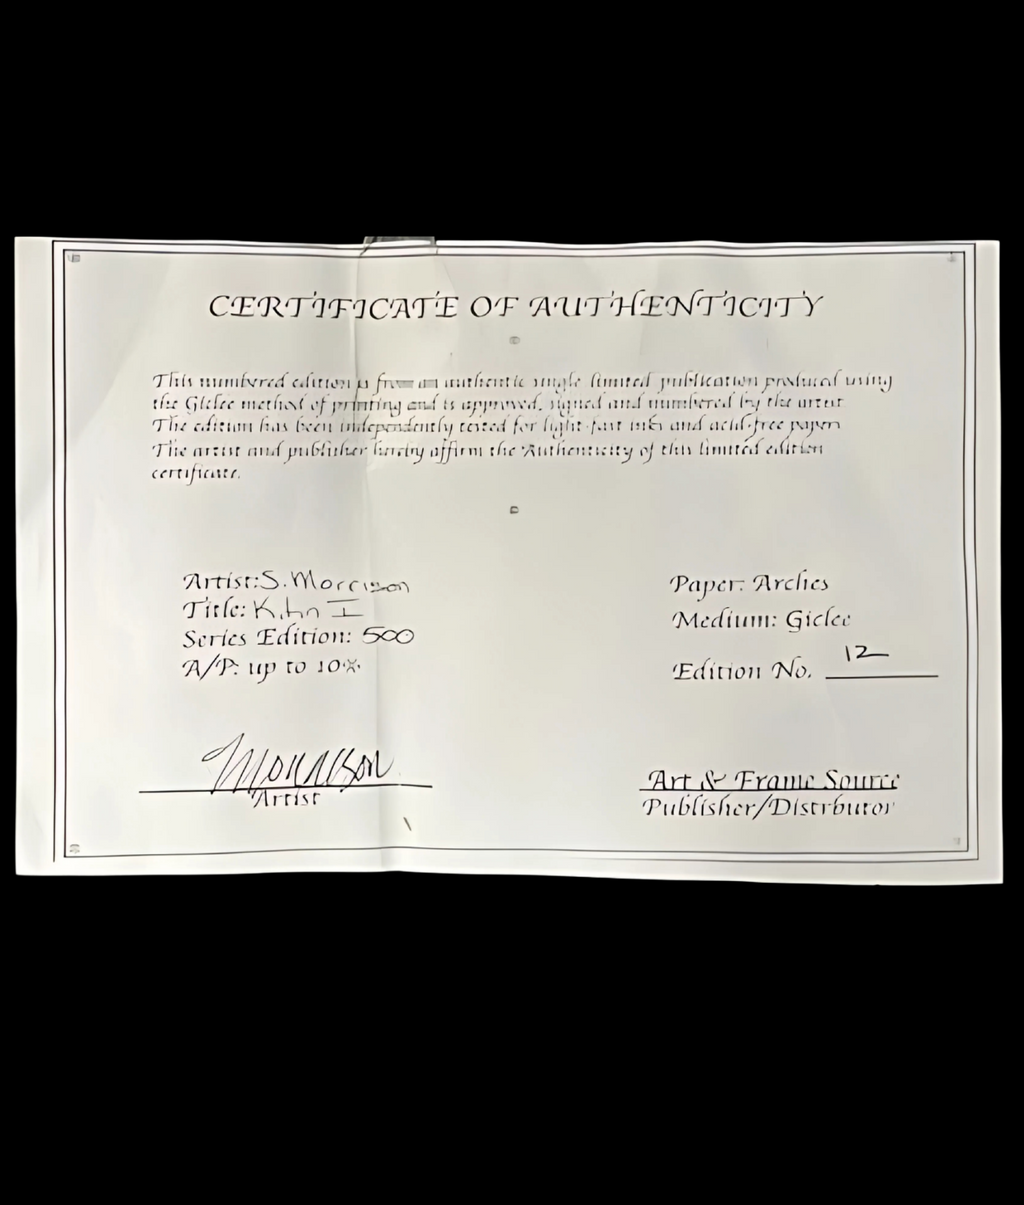 CERTIFICATE OF AUTHENTICITY
This numbered edition is from an authentic single limited publication produced using
the Giclee method of printing and is approved, signed and numbered by the artist
The edition has been independently tested for light-fast inks and acid-free papers
The artist and publisher hereby affirm the Authenticity of this limited edition
certificate.
Artist: S. Morrison
Title: I
Series Edition: 500
A/P: up to 10%
Paper: Arches
Medium: Giclee
Edition No. 12
Morrison
Artist
Art & Frame Source
Publisher/Distrbutor